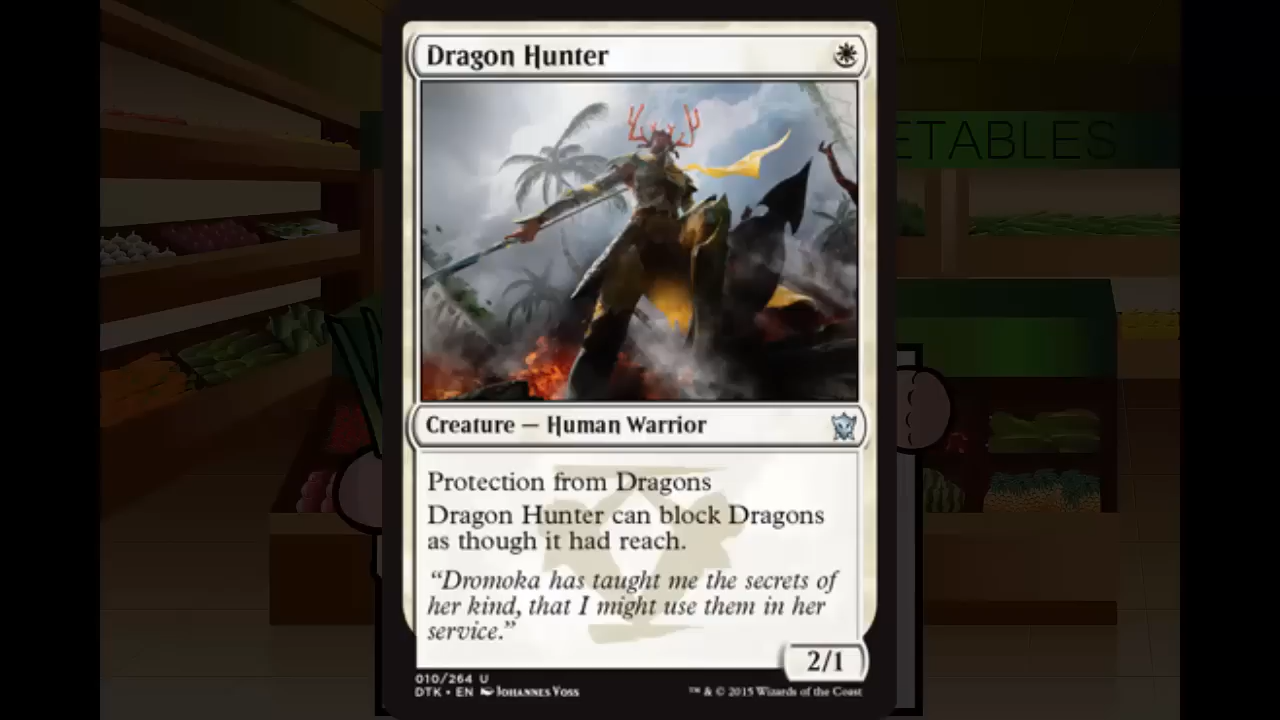 Dragon Hunter
ETABLES
Creature — Human Warrior
Protection from Dragons
Dragon Hunter can block Dragons
as though it had reach.
“Dromoka has taught me the secrets of
her kind, that I might use them in her
service.”
2/1
010/264 U
DTK • EN Johannes Voss
™ & © 2015 Wizards of the Coast